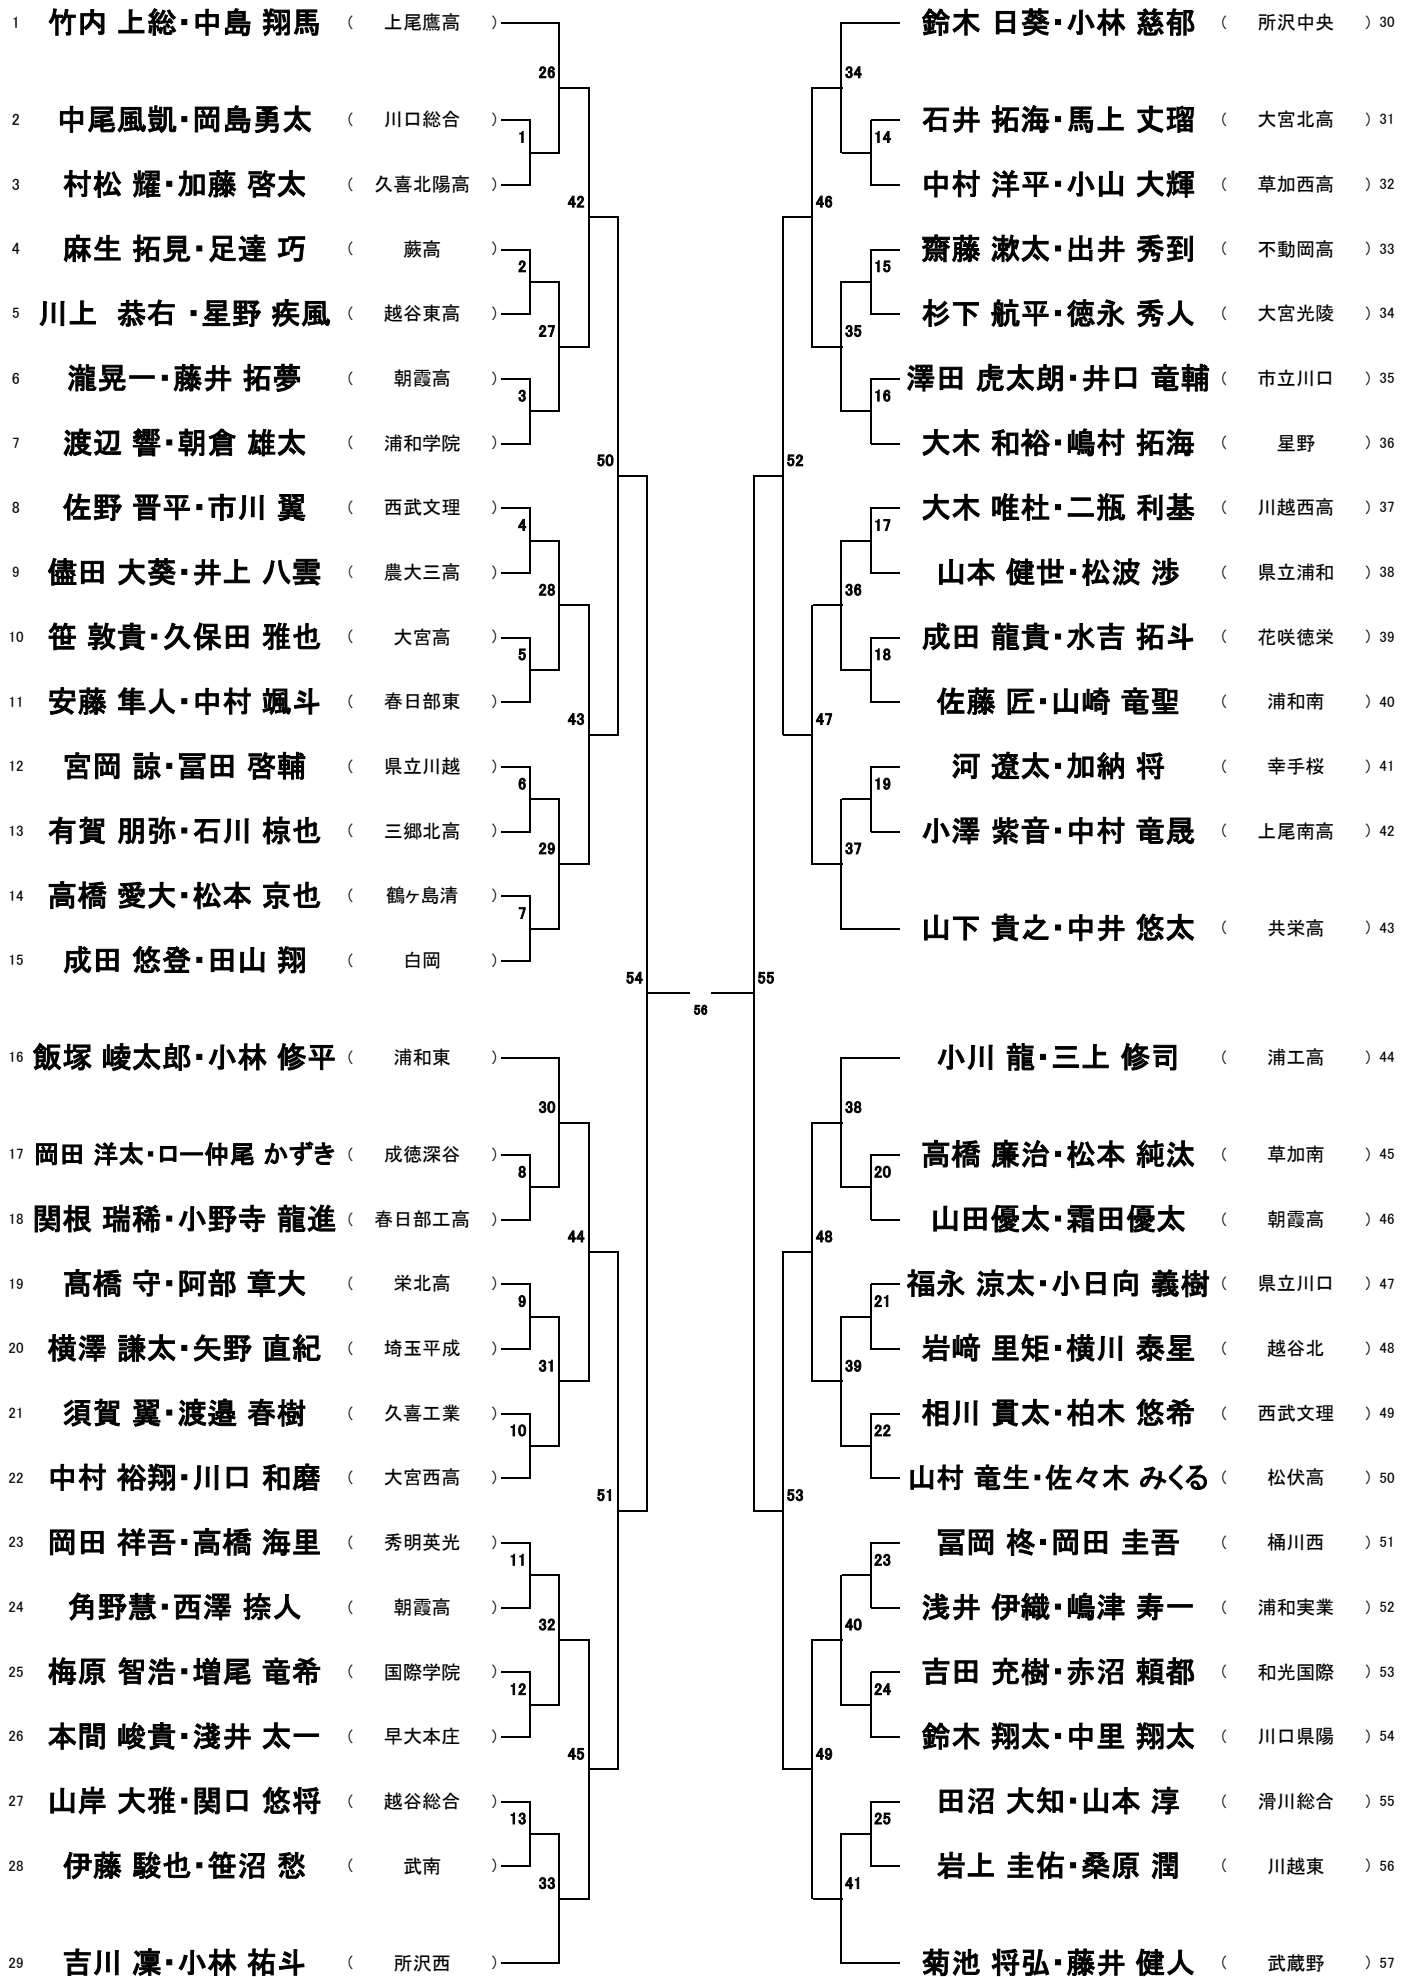 1 竹内 上総・中島 翔馬 （ 上尾鷹高 ）
26
2 中尾風凱・岡島勇太 （ 川口総合 ）
1
3 村松 耀・加藤 啓太 （ 久喜北陽高 ）
42
4 麻生 拓見・足達 巧 （ 蕨高 ）
2
5 川上 恭右 ・星野 疾風 （ 越谷東高 ）
27
6 瀧晃一・藤井 拓夢 （ 朝霞高 ）
3
7 渡辺 響・朝倉 雄太 （ 浦和学院 ）
50
8 佐野 晋平・市川 翼 （ 西武文理 ）
4
9 儘田 大葵・井上 八雲 （ 農大三高 ）
28
10 笹 敦貴・久保田 雅也 （ 大宮高 ）
5
11 安藤 隼人・中村 颯斗 （ 春日部東 ）
43
12 宮岡 諒・冨田 啓輔 （ 県立川越 ）
6
13 有賀 朋弥・石川 椋也 （ 三郷北高 ）
29
14 高橋 愛大・松本 京也 （ 鶴ヶ島清 ）
7
15 成田 悠登・田山 翔 （ 白岡 ）
54
16 飯塚 崚太郎・小林 修平 （ 浦和東 ）
30
17 岡田 洋太・ロー仲尾 かずき （ 成徳深谷 ）
8
18 関根 瑞稀・小野寺 龍進 （ 春日部工高 ）
44
19 髙橋 守・阿部 章大 （ 栄北高 ）
9
20 横澤 謙太・矢野 直紀 （ 埼玉平成 ）
31
21 須賀 翼・渡邉 春樹 （ 久喜工業 ）
10
22 中村 裕翔・川口 和磨 （ 大宮西高 ）
51
23 岡田 祥吾・高橋 海里 （ 秀明英光 ）
11
24 角野慧・西澤 捺人 （ 朝霞高 ）
32
25 梅原 智浩・増尾 竜希 （ 国際学院 ）
12
26 本間 峻貴・淺井 太一 （ 早大本庄 ）
45
27 山岸 大雅・関口 悠将 （ 越谷総合 ）
13
28 伊藤 駿也・笹沼 愁 （ 武南 ）
33
29 吉川 凜・小林 祐斗 （ 所沢西 ）
56
鈴木 日葵・小林 慈郁 （ 所沢中央 ） 30
34
石井 拓海・馬上 丈瑠 （ 大宮北高 ） 31
14
中村 洋平・小山 大輝 （ 草加西高 ） 32
46
齋藤 漱太・出井 秀到 （ 不動岡高 ） 33
15
杉下 航平・徳永 秀人 （ 大宮光陵 ） 34
35
澤田 虎太朗・井口 竜輔 （ 市立川口 ） 35
16
大木 和裕・嶋村 拓海 （ 星野 ） 36
52
大木 唯杜・二瓶 利基 （ 川越西高 ） 37
17
山本 健世・松波 渉 （ 県立浦和 ） 38
36
成田 龍貴・水吉 拓斗 （ 花咲徳栄 ） 39
18
佐藤 匠・山崎 竜聖 （ 浦和南 ） 40
47
河 遼太・加納 将 （ 幸手桜 ） 41
19
小澤 紫音・中村 竜晟 （ 上尾南高 ） 42
37
山下 貴之・中井 悠太 （ 共栄高 ） 43
55
小川 龍・三上 修司 （ 浦工高 ） 44
38
高橋 廉治・松本 純汰 （ 草加南 ） 45
20
山田優太・霜田優太 （ 朝霞高 ） 46
48
福永 涼太・小日向 義樹 （ 県立川口 ） 47
21
岩﨑 里矩・横川 泰星 （ 越谷北 ） 48
39
相川 貫太・柏木 悠希 （ 西武文理 ） 49
22
山村 竜生・佐々木 みくる （ 松伏高 ） 50
53
冨岡 柊・岡田 圭吾 （ 桶川西 ） 51
23
浅井 伊織・嶋津 寿一 （ 浦和実業 ） 52
40
吉田 充樹・赤沼 頼都 （ 和光国際 ） 53
24
鈴木 翔太・中里 翔太 （ 川口県陽 ） 54
49
田沼 大知・山本 淳 （ 滑川総合 ） 55
25
岩上 圭佑・桑原 潤 （ 川越東 ） 56
41
菊池 将弘・藤井 健人 （ 武蔵野 ） 57